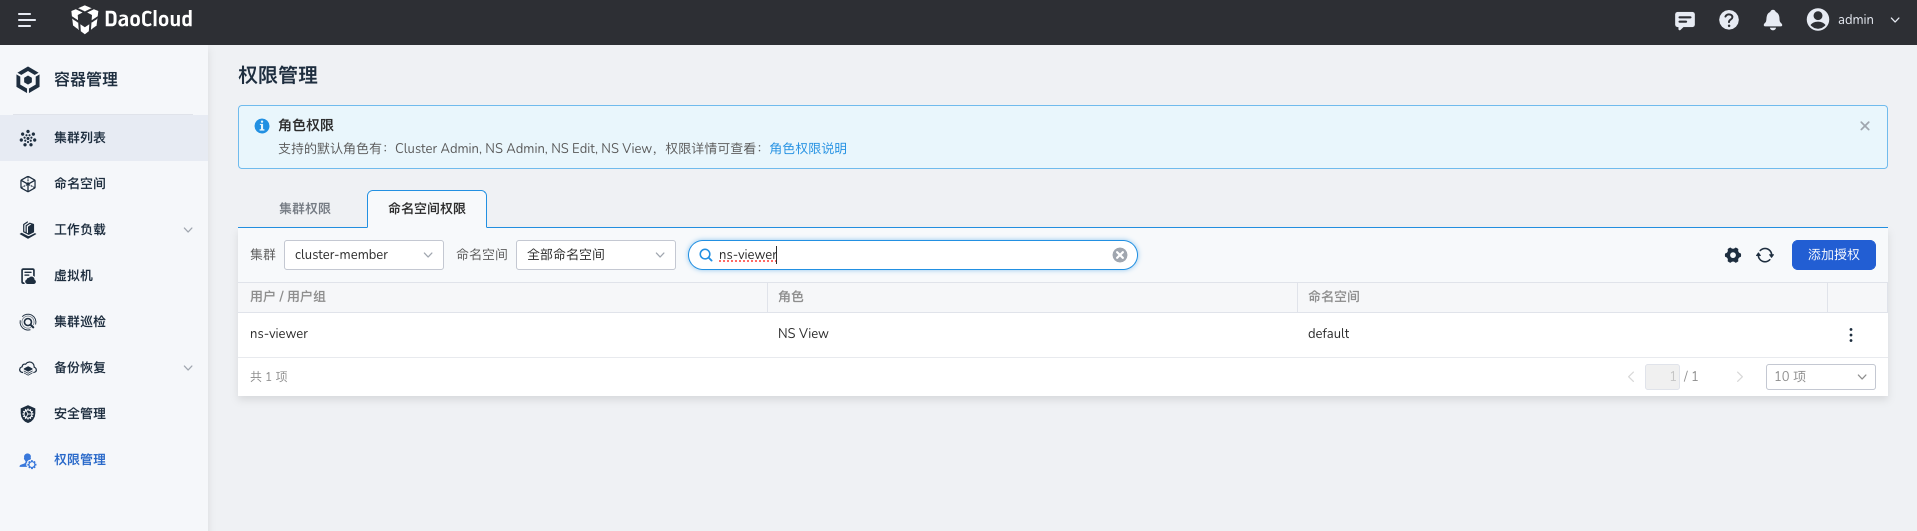 DaoCloud
admin
容器管理
集群列表
命名空间
工作负载
虚拟机
集群巡检
备份恢复
安全管理
权限管理
权限管理
角色权限
支持的默认角色有：Cluster Admin, NS Admin, NS Edit, NS View，权限详情可查看：角色权限说明
集群权限 命名空间权限
集群 cluster-member 命名空间 全部命名空间 ns-viewer 添加授权
用户 / 用户组 角色 命名空间
ns-viewer NS View default
共 1 项 1 / 1 10 项